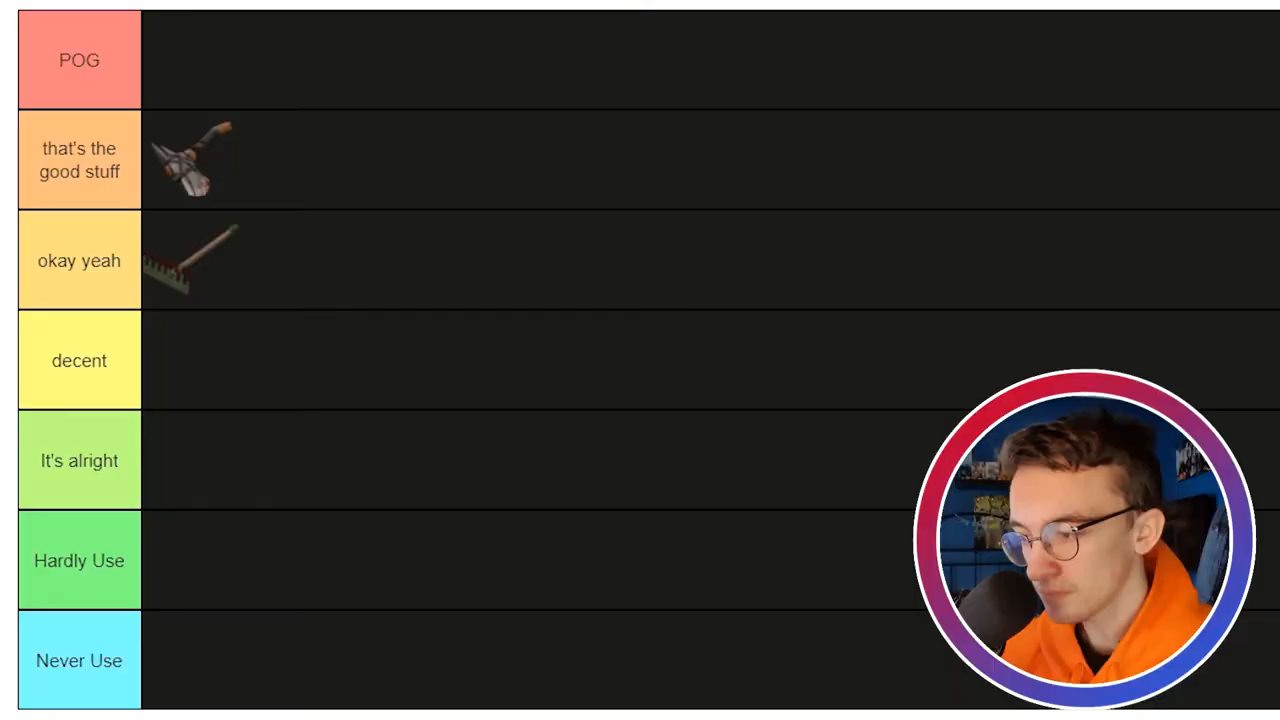 POG
that's the
good stuff
okay yeah
decent
It's alright
Hardly Use
Never Use